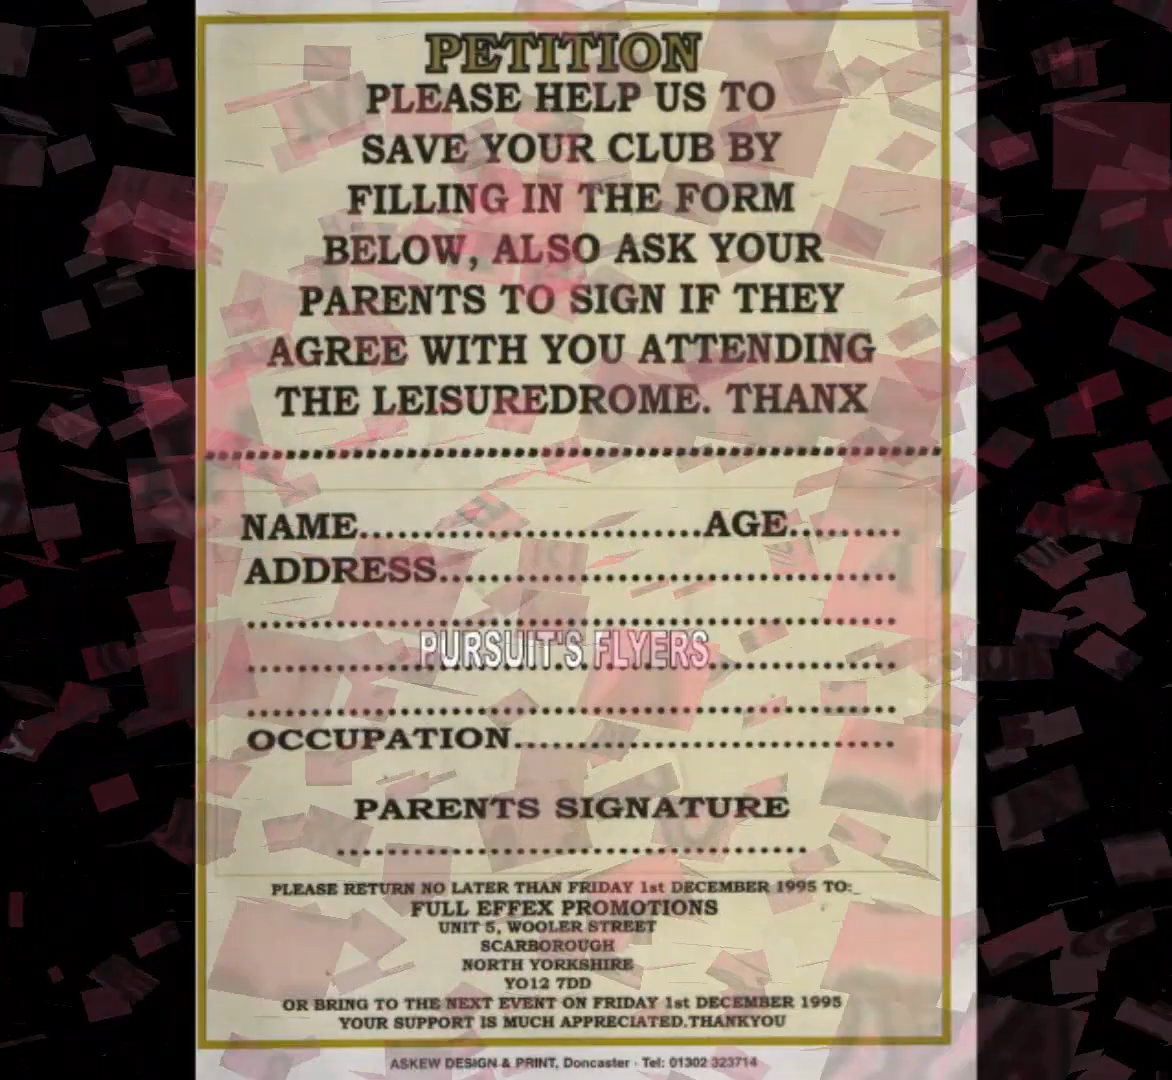 PETITION
PLEASE HELP US TO
SAVE YOUR CLUB BY
FILLING IN THE FORM
BELOW, ALSO ASK YOUR
PARENTS TO SIGN IF THEY
AGREE WITH YOU ATTENDING
THE LEISUREDROME. THANX
NAME..............................AGE.........
ADDRESS....................................
PURSUIT'S FLYERS
OCCUPATION..............................
PARENTS SIGNATURE
PLEASE RETURN NO LATER THAN FRIDAY 1st DECEMBER 1995 TO:_
FULL EFFEX PROMOTIONS
UNIT 5, WOOLER STREET
SCARBOROUGH
NORTH YORKSHIRE
YO12 7DD
OR BRING TO THE NEXT EVENT ON FRIDAY 1st DECEMBER 1995
YOUR SUPPORT IS MUCH APPRECIATED.THANKYOU
ASKEW DESIGN & PRINT, Doncaster · Tel: 01302 323714